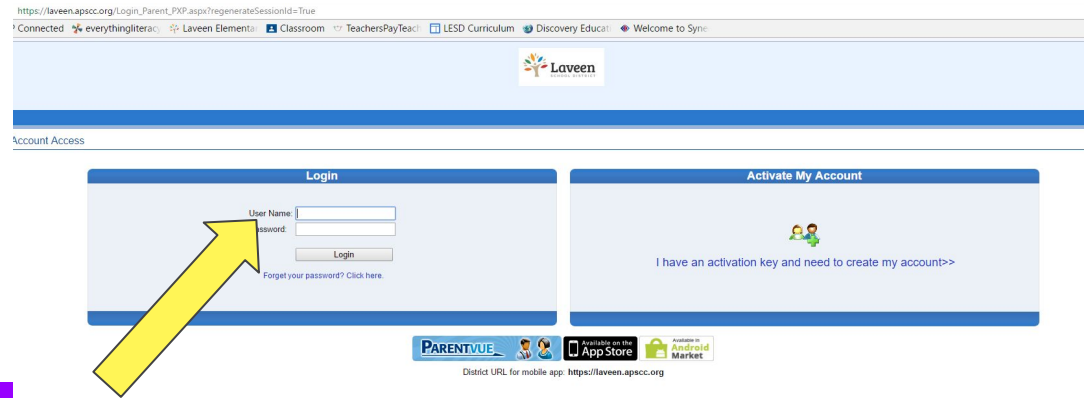 https://laveen.apscc.org/Login_Parent_PXP.aspx?regenerateSessionId=True
Connected everythingliteracy Laveen Elementar Classroom TeachersPayTeach LESD Curriculum Discovery Educati Welcome to Syne
Laveen
SCHOOL DISTRICT
Account Access
Login
Activate My Account
User Name:
assword:
Login
Forget your password? Click here.
I have an activation key and need to create my account>>
PARENTVUE
Available on the
App Store
Available in
Android
Market
District URL for mobile app: https://laveen.apscc.org